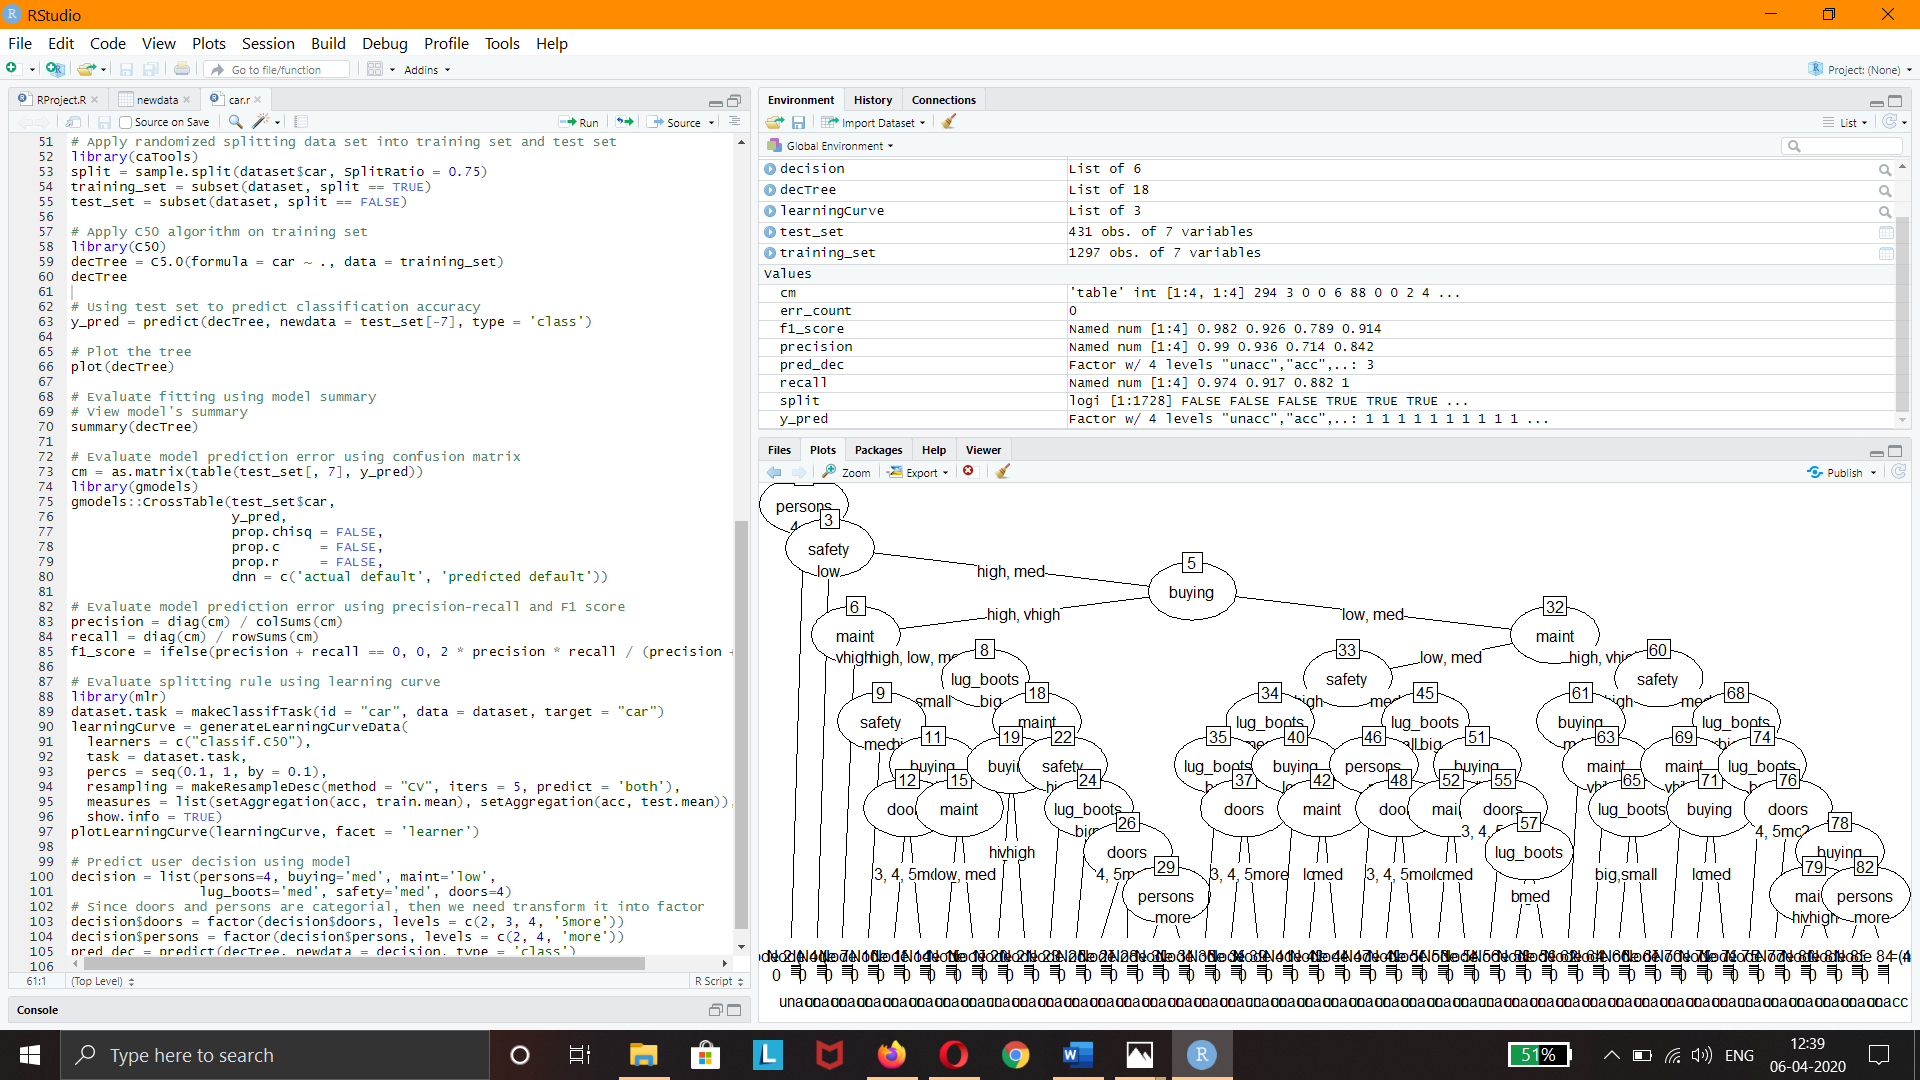 RStudio
File Edit Code View Plots Session Build Debug Profile Tools Help
Go to file/function Addins Project: (None)
RProject.R newdata car.r
Source on Save Run Source
51 # Apply randomized splitting data set into training set and test set
52 library(caTools)
53 split = sample.split(dataset$car, SplitRatio = 0.75)
54 training_set = subset(dataset, split == TRUE)
55 test_set = subset(dataset, split == FALSE)
56
57 # Apply C50 algorithm on training set
58 library(C50)
59 decTree = C5.0(formula = car ~ ., data = training_set)
60 decTree
61
62 # Using test set to predict classification accuracy
63 y_pred = predict(decTree, newdata = test_set[-7], type = 'class')
64
65 # Plot the tree
66 plot(decTree)
67
68 # Evaluate fitting using model summary
69 # View model's summary
70 summary(decTree)
71
72 # Evaluate model prediction error using confusion matrix
73 cm = as.matrix(table(test_set[, 7], y_pred))
74 library(gmodels)
75 gmodels::CrossTable(test_set$car,
76 y_pred,
77 prop.chisq = FALSE,
78 prop.c = FALSE,
79 prop.r = FALSE,
80 dnn = c('actual default', 'predicted default'))
81
82 # Evaluate model prediction error using precision-recall and F1 score
83 precision = diag(cm) / colSums(cm)
84 recall = diag(cm) / rowSums(cm)
85 f1_score = ifelse(precision + recall == 0, 0, 2 * precision * recall / (precision +
86
87 # Evaluate splitting rule using learning curve
88 library(mlr)
89 dataset.task = makeClassifTask(id = "car", data = dataset, target = "car")
90 learningCurve = generateLearningCurveData(
91 learners = c("classif.C50"),
92 task = dataset.task,
93 percs = seq(0.1, 1, by = 0.1),
94 resampling = makeResampleDesc(method = "CV", iters = 5, predict = 'both'),
95 measures = list(setAggregation(acc, train.mean), setAggregation(acc, test.mean)),
96 show.info = TRUE)
97 plotLearningCurve(learningCurve, facet = 'learner')
98
99 # Predict user decision using model
100 decision = list(persons=4, buying='med', maint='low',
101 lug_boots='med', safety='med', doors=4)
102 # Since doors and persons are categorial, then we need transform it into factor
103 decision$doors = factor(decision$doors, levels = c(2, 3, 4, '5more'))
104 decision$persons = factor(decision$persons, levels = c(2, 4, 'more'))
105 pred_dec = predict(decTree, newdata = decision, type = 'class')
106
61:1 (Top Level) R Script
Console
Environment History Connections
Import Dataset List
Global Environment
decision List of 6
decTree List of 18
learningCurve List of 3
test_set 431 obs. of 7 variables
training_set 1297 obs. of 7 variables
Values
cm 'table' int [1:4, 1:4] 294 3 0 0 6 88 0 0 2 4 ...
err_count 0
f1_score Named num [1:4] 0.982 0.926 0.789 0.914
precision Named num [1:4] 0.99 0.936 0.714 0.842
pred_dec Factor w/ 4 levels "unacc","acc",..: 3
recall Named num [1:4] 0.974 0.917 0.882 1
split logi [1:1728] FALSE FALSE FALSE TRUE TRUE TRUE ...
y_pred Factor w/ 4 levels "unacc","acc",..: 1 1 1 1 1 1 1 1 1 1 ...
Files Plots Packages Help Viewer
Zoom Export Publish
persons
3
safety
low high, med
5
buying
high, vhigh low, med
6 32
maint maint
8 33 low, med 60
lug_boots safety safety
small big
9 18 34 45 61 68
safety maint lug_boots lug_boots buying lug_boots
11 19 22 35 40 46 51 63 69 74
buying safety lug_boots buying persons buying maint maint lug_boots
12 15 24 37 42 48 52 55 65 71 76
maint lug_boots doors maint doors lug_boots buying doors
26 57 78
doors lug_boots buying
29 79 82
3, 4, 5more
persons persons
more more
Type here to search
51% ENG
12:39
06-04-2020